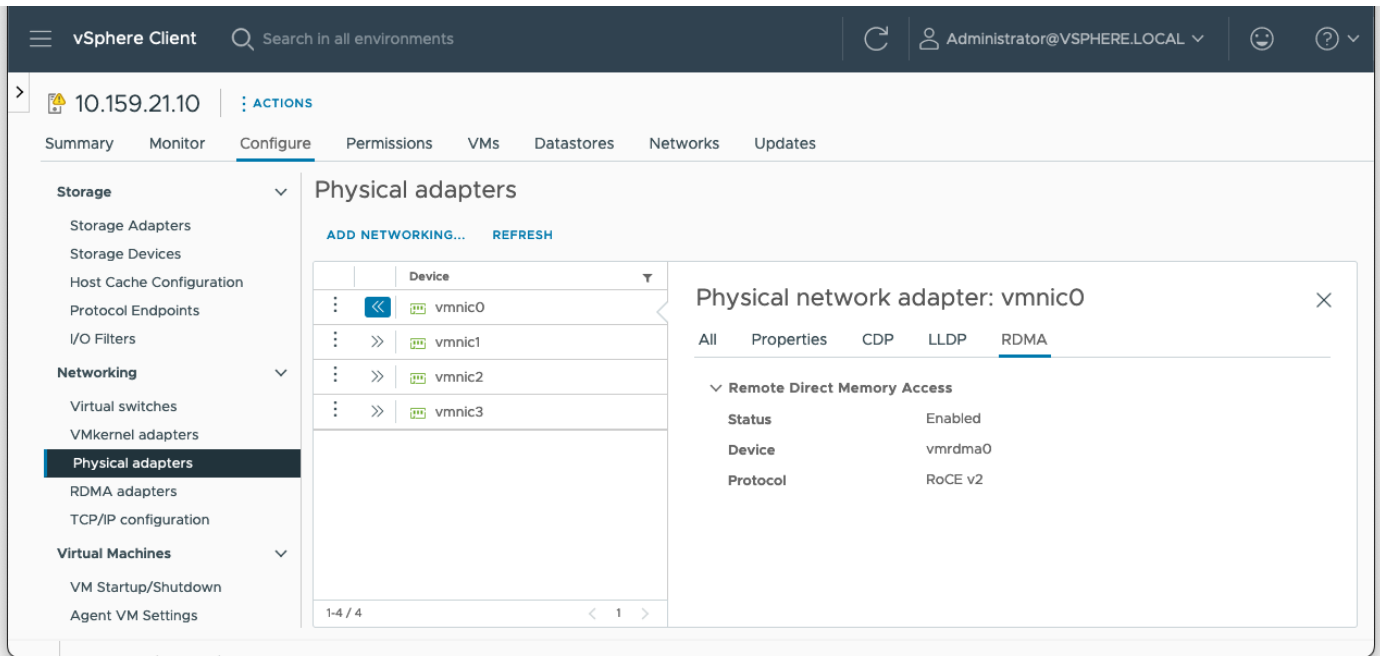 vSphere Client
Search in all environments
Administrator@VSPHERE.LOCAL
10.159.21.10
ACTIONS
Summary Monitor Configure Permissions VMs Datastores Networks Updates
Storage
Storage Adapters
Storage Devices
Host Cache Configuration
Protocol Endpoints
I/O Filters
Networking
Virtual switches
VMkernel adapters
Physical adapters
RDMA adapters
TCP/IP configuration
Virtual Machines
VM Startup/Shutdown
Agent VM Settings
Physical adapters
ADD NETWORKING... REFRESH
Device
vmnic0
vmnic1
vmnic2
vmnic3
1-4 / 4 1
Physical network adapter: vmnic0
All Properties CDP LLDP RDMA
Remote Direct Memory Access
Status Enabled
Device vmrdma0
Protocol RoCE v2